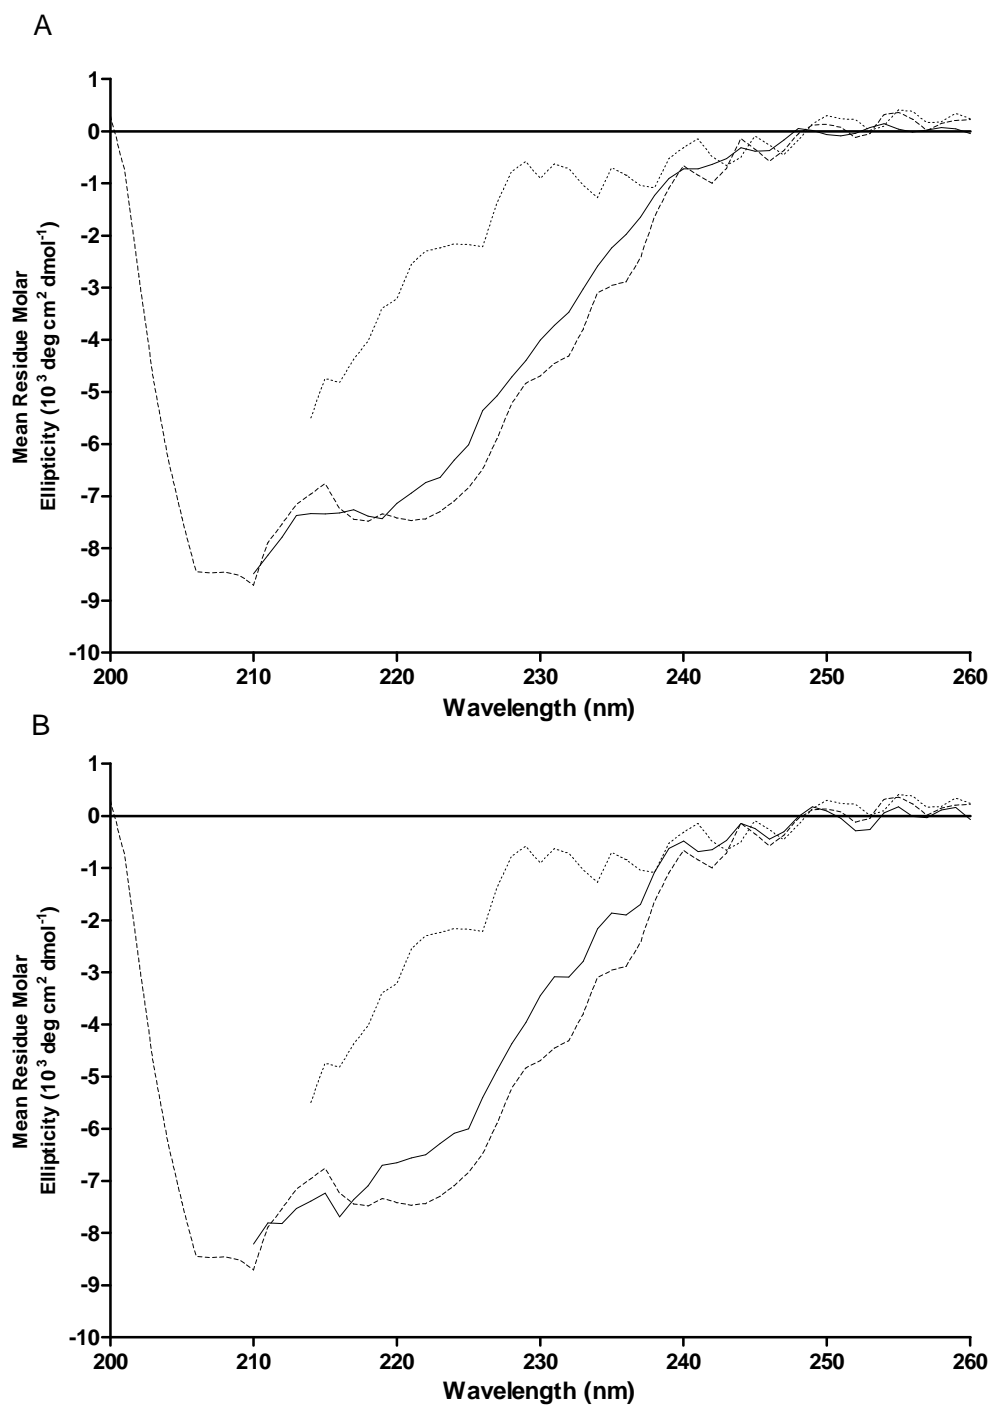 A
1
0
-1
-2
-3
-4
-5
-6
-7
-8
-9
-10
Mean Residue Molar
Ellipticity (10³ deg cm² dmol⁻¹)
200 210 220 230 240 250 260
Wavelength (nm)
B
1
0
-1
-2
-3
-4
-5
-6
-7
-8
-9
-10
Mean Residue Molar
Ellipticity (10³ deg cm² dmol⁻¹)
200 210 220 230 240 250 260
Wavelength (nm)